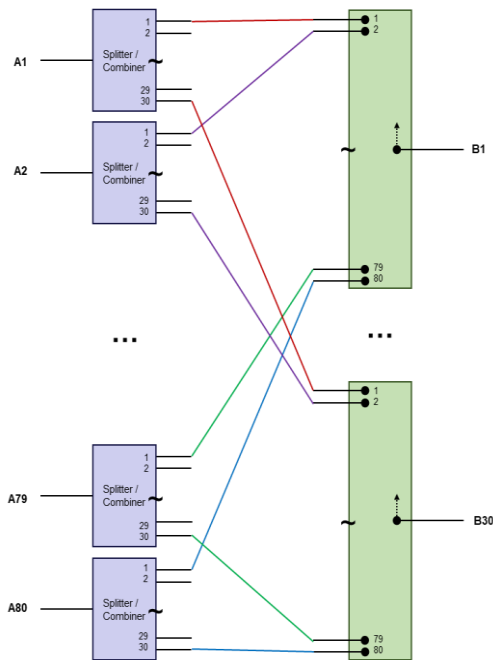 A1
Splitter /
Combiner
~
1
2
29
30
A2
Splitter /
Combiner
~
1
2
29
30
...
A79
Splitter /
Combiner
~
1
2
29
30
A80
Splitter /
Combiner
~
1
2
29
30
1
2
~
B1
79
80
...
1
2
~
B30
79
80